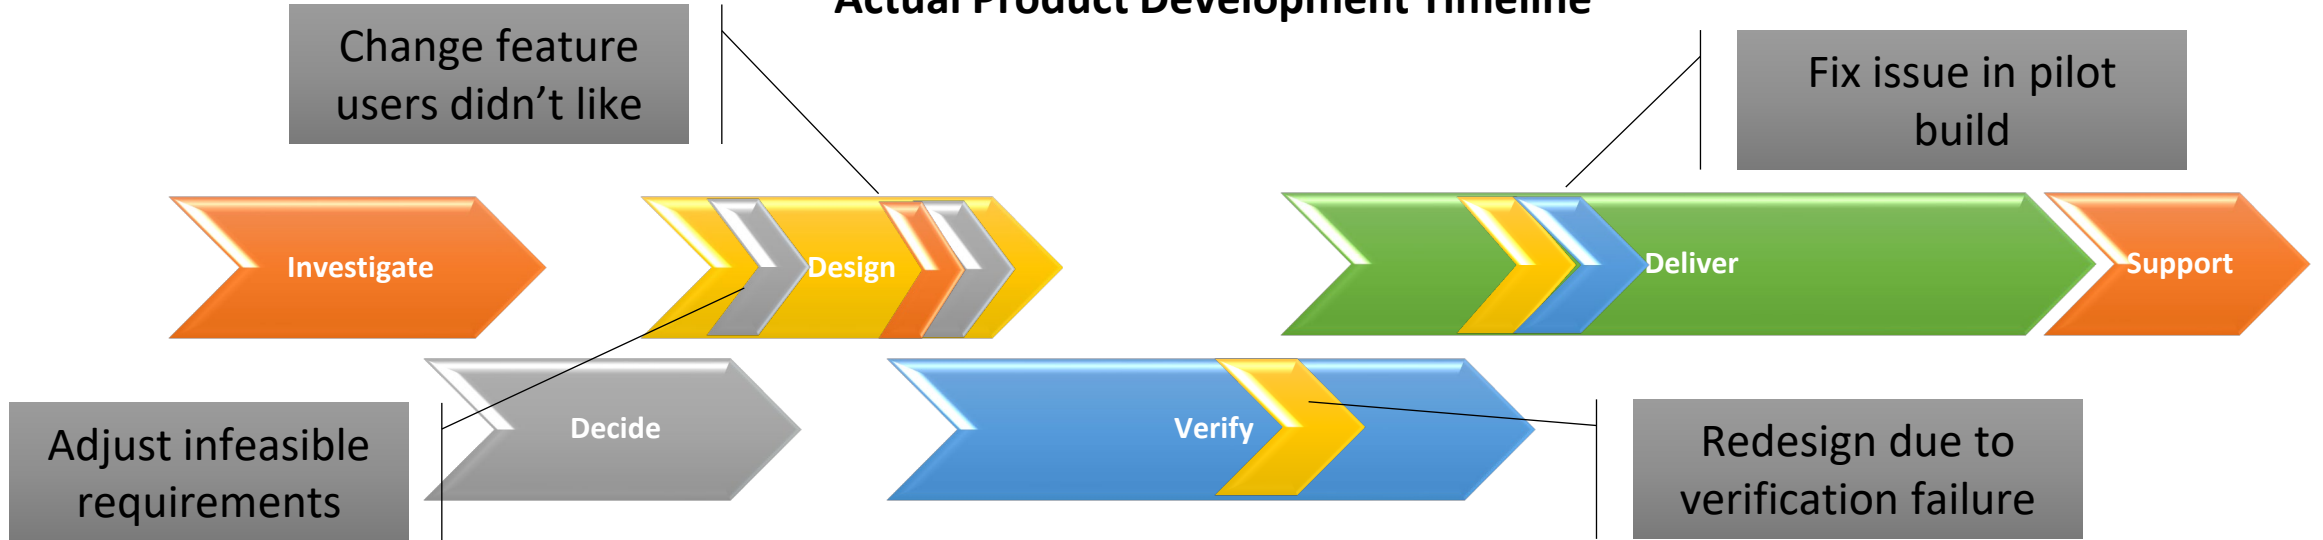 Actual Product Development Timeline
Change feature
users didn’t like
Fix issue in pilot
build
Investigate
Design
Deliver
Support
Decide
Verify
Adjust infeasible
requirements
Redesign due to
verification failure